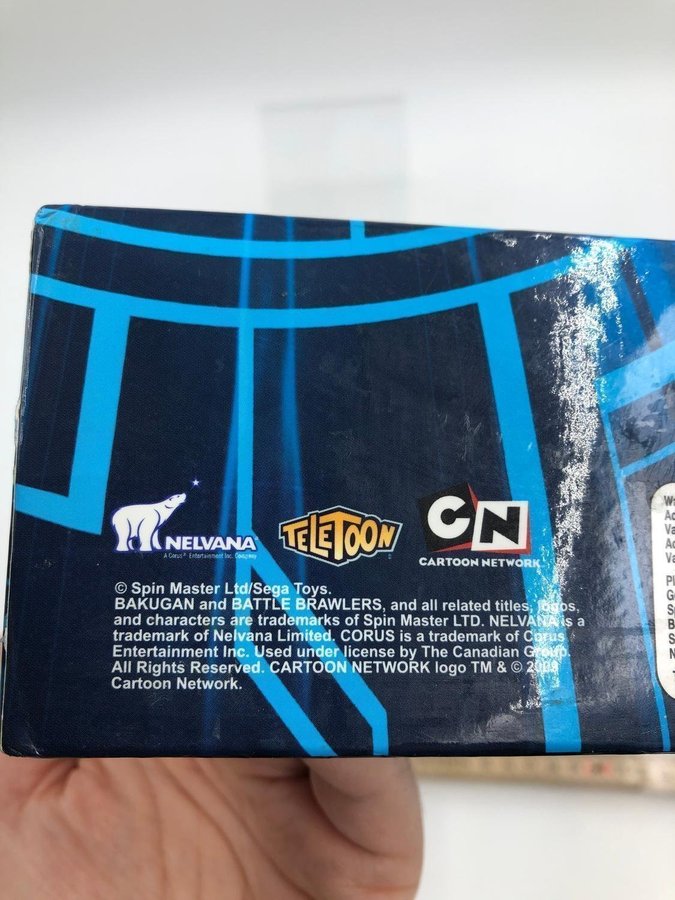 NELVANA
A Corus® Entertainment Inc. Company
TELETOON
CN
CARTOON NETWORK
© Spin Master Ltd/Sega Toys.
BAKUGAN and BATTLE BRAWLERS, and all related titles, logos,
and characters are trademarks of Spin Master LTD. NELVANA is a
trademark of Nelvana Limited. CORUS is a trademark of Corus
Entertainment Inc. Used under license by The Canadian Group.
All Rights Reserved. CARTOON NETWORK logo TM & ©
Cartoon Network.